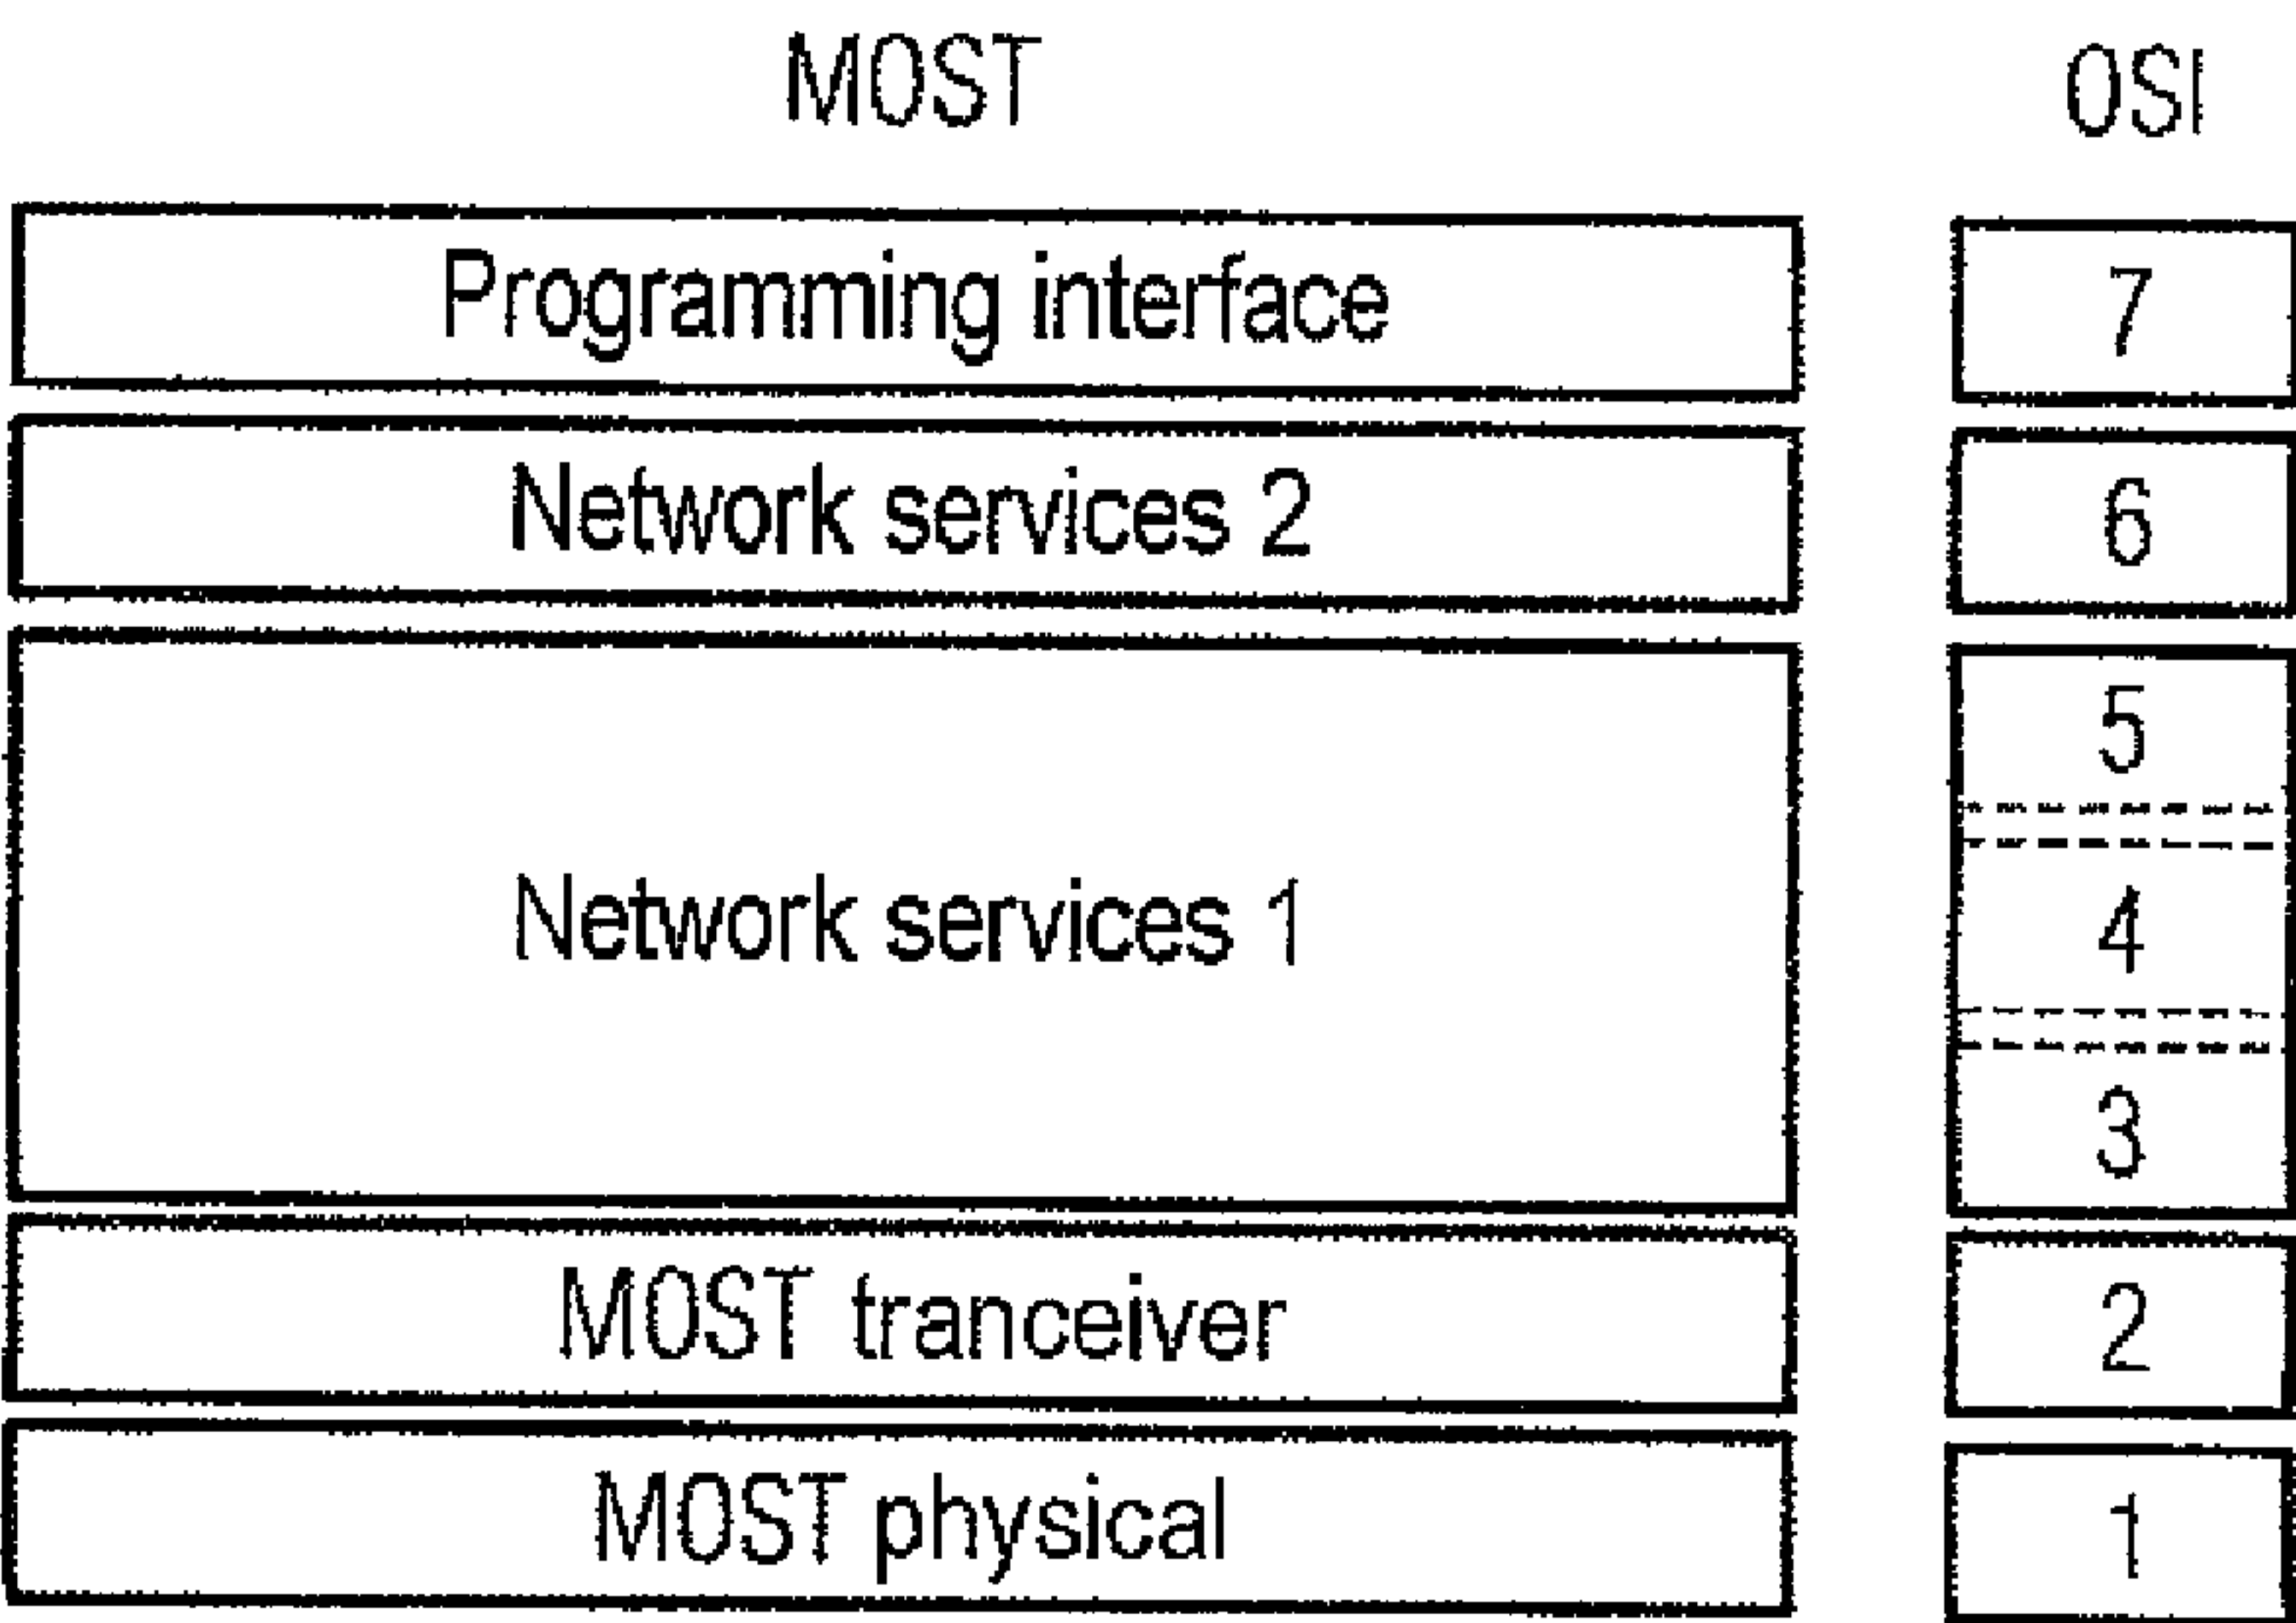 MOST OSI
Programming interface 7
Network services 2 6
5
Network services 1 4
3
MOST tranceiver 2
MOST physical 1